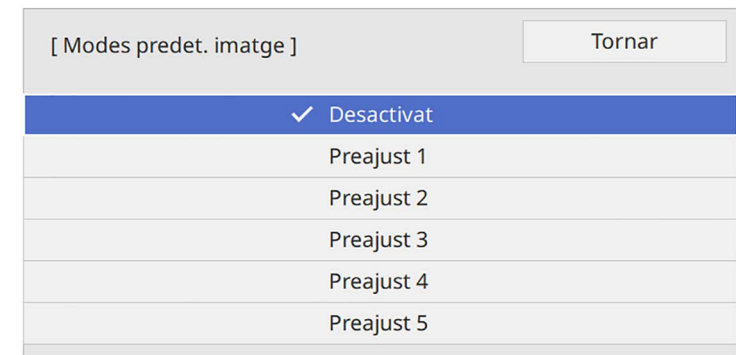 [ Modes predet. imatge ]
Tornar
Desactivat
Preajust 1
Preajust 2
Preajust 3
Preajust 4
Preajust 5